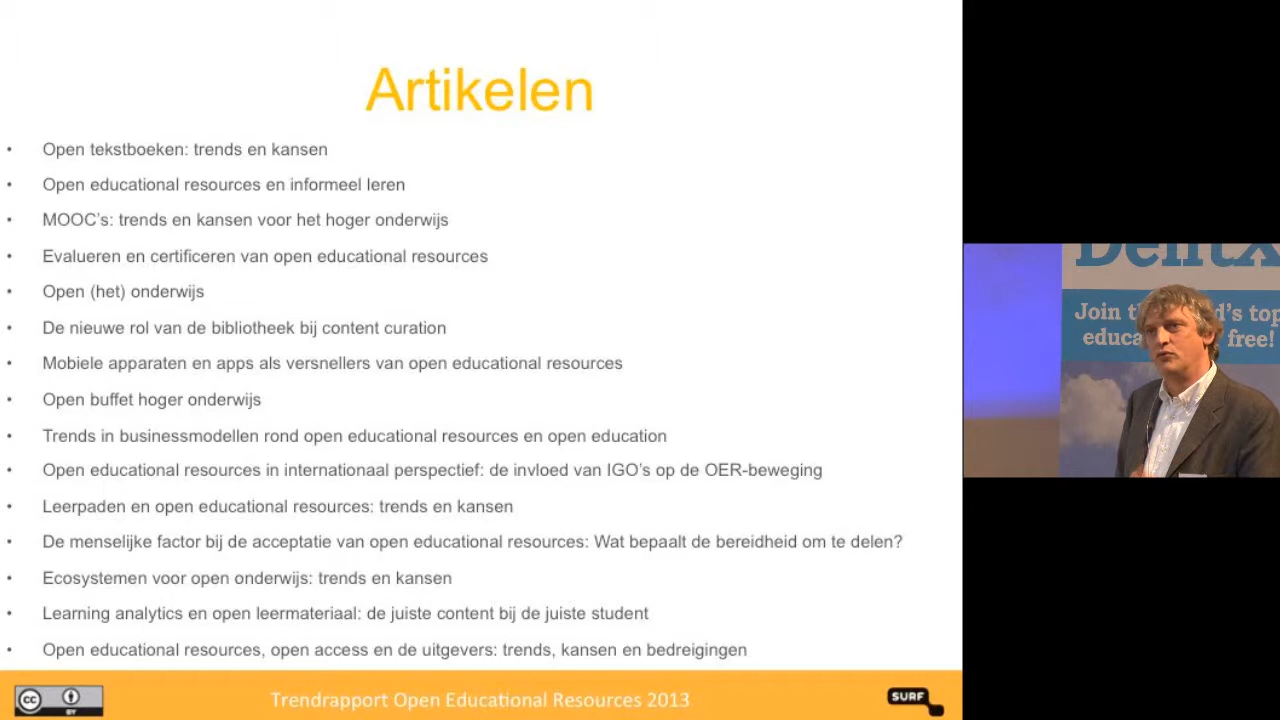 Artikelen
• Open tekstboeken: trends en kansen
• Open educational resources en informeel leren
• MOOC's: trends en kansen voor het hoger onderwijs
• Evalueren en certificeren van open educational resources
• Open (het) onderwijs
• De nieuwe rol van de bibliotheek bij content curation
• Mobiele apparaten en apps als versnellers van open educational resources
• Open buffet hoger onderwijs
• Trends in businessmodellen rond open educational resources en open education
• Open educational resources in internationaal perspectief: de invloed van IGO's op de OER-beweging
• Leerpaden en open educational resources: trends en kansen
• De menselijke factor bij de acceptatie van open educational resources: Wat bepaalt de bereidheid om te delen?
• Ecosystemen voor open onderwijs: trends en kansen
• Learning analytics en open leermateriaal: de juiste content bij de juiste student
• Open educational resources, open access en de uitgevers: trends, kansen en bedreigingen
cc BY
Trendrapport Open Educational Resources 2013
SURF
DelftX
Join top
free!